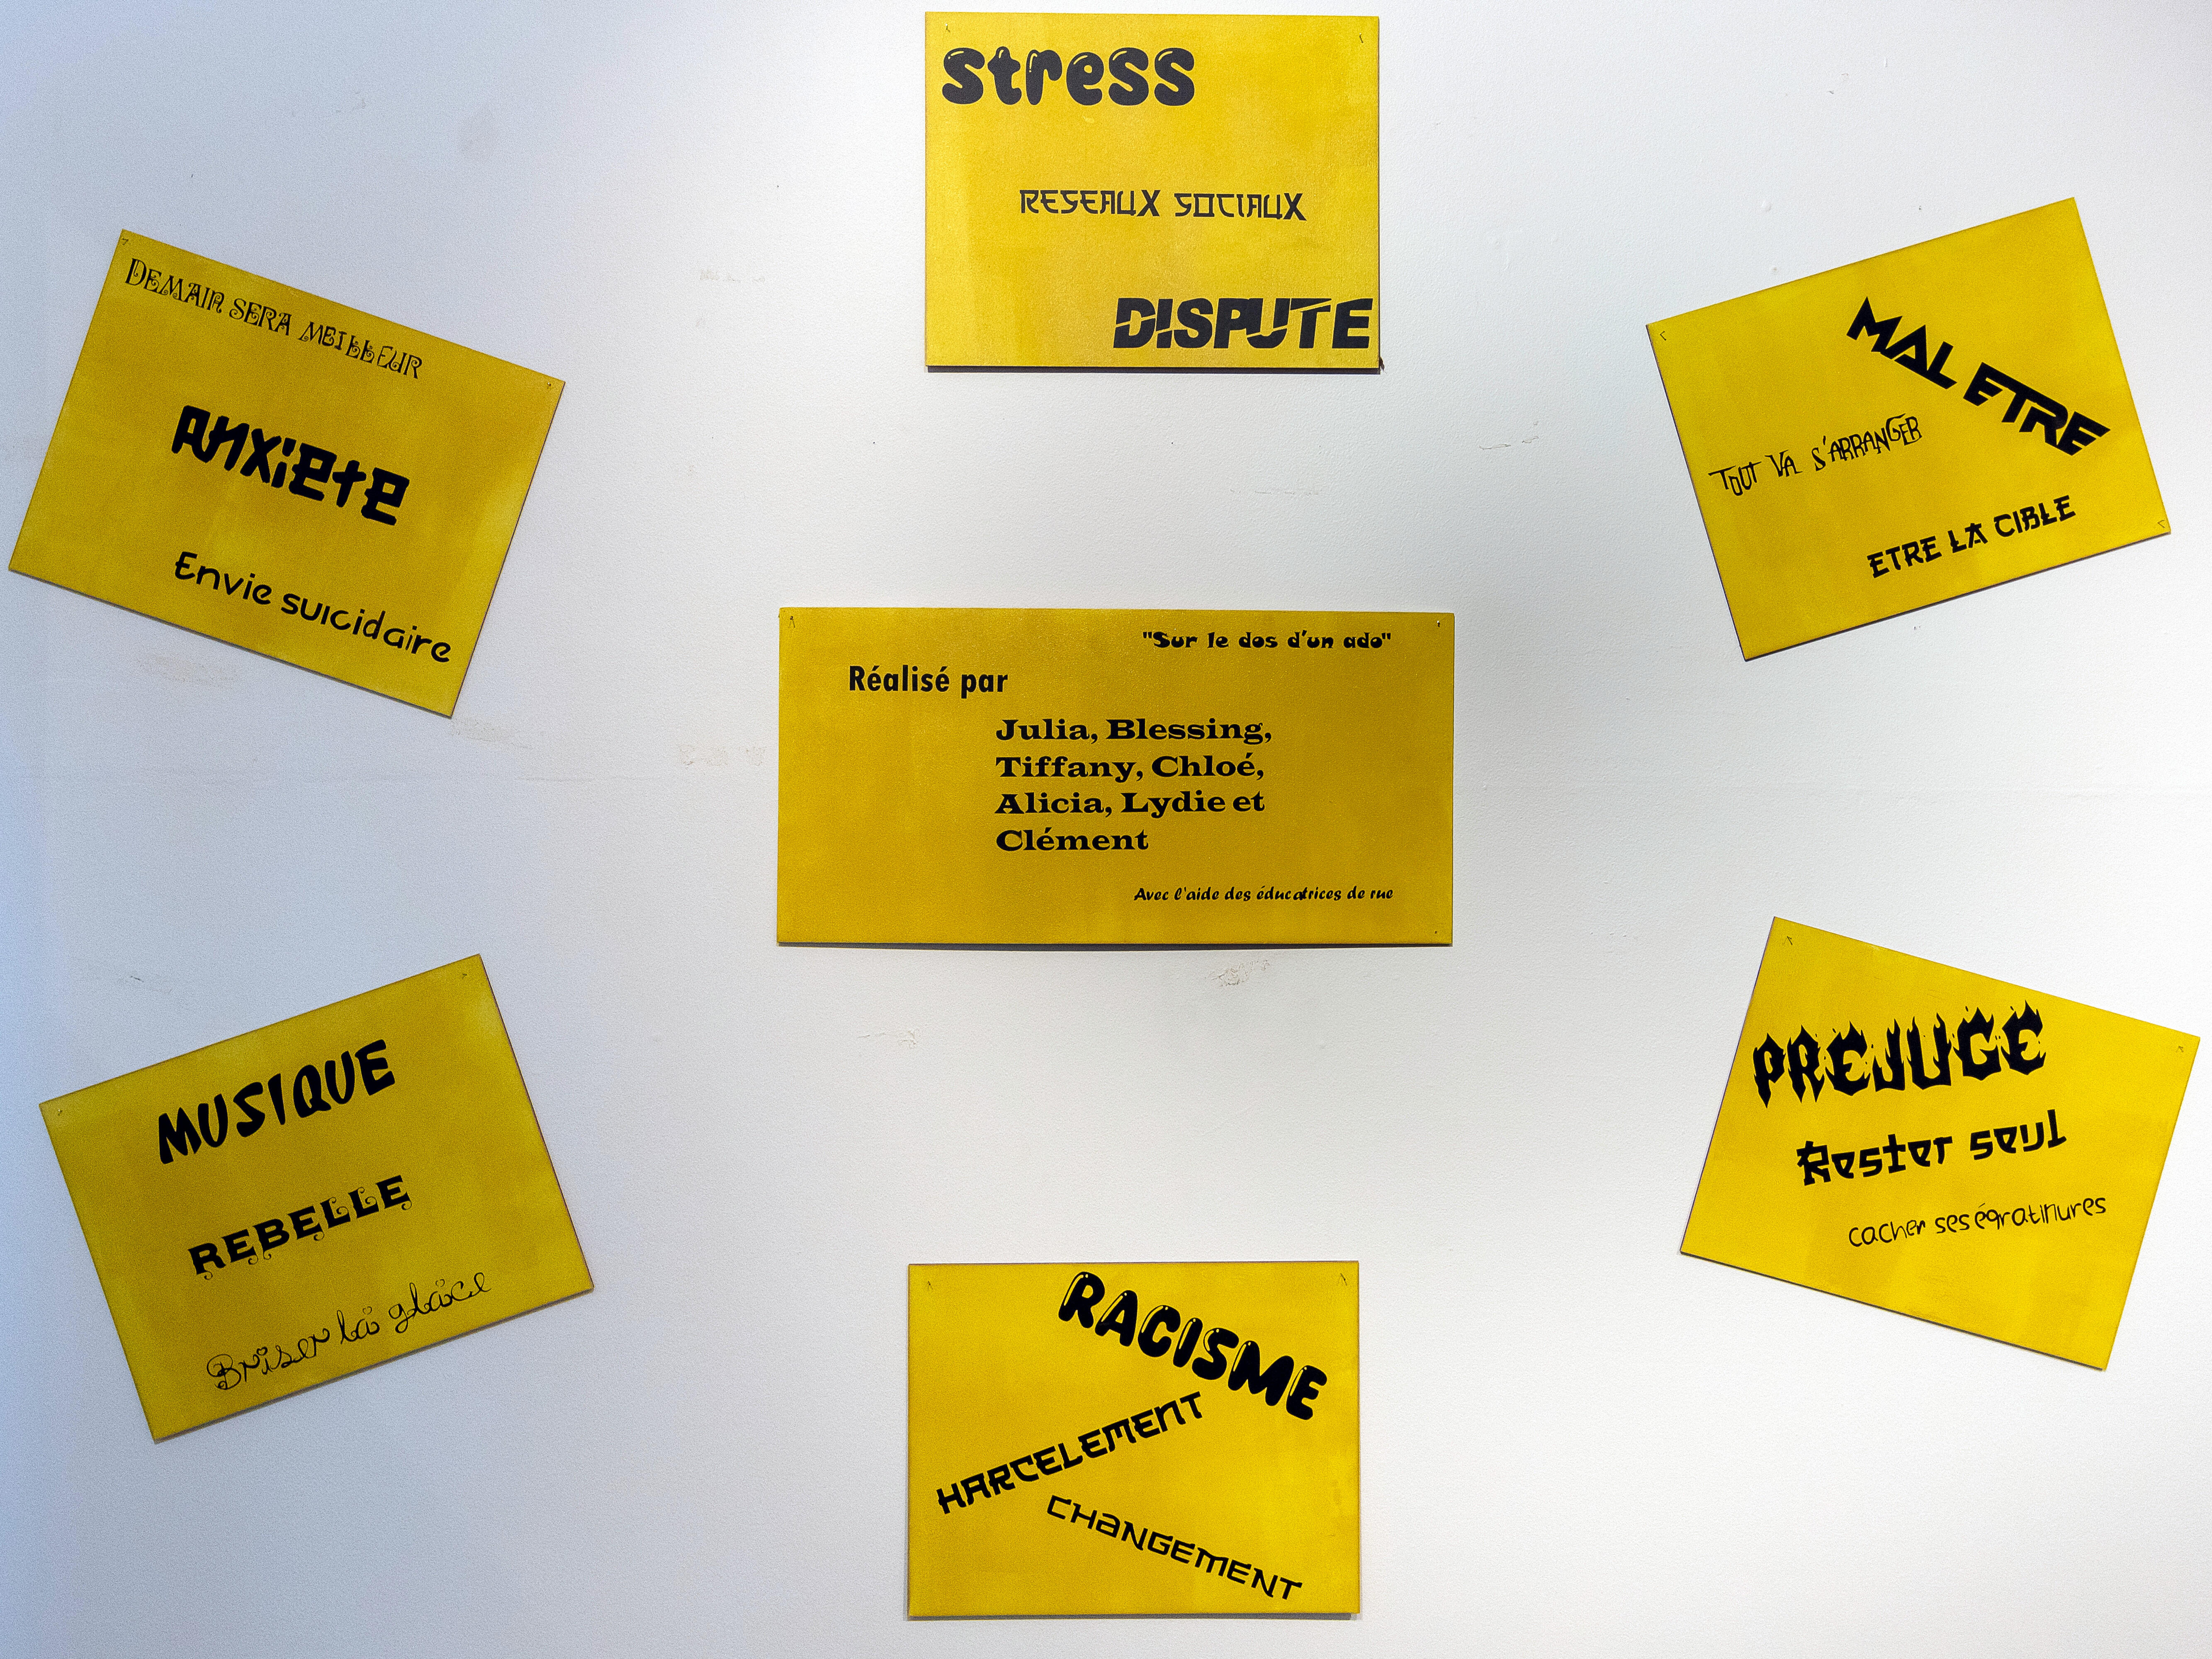 stress
RESEAUX SOCIAUX
DISPUTE
DEMAIN SERA MEILLEUR
Anxiete
Envie suicidaire
MAL ETRE
TOUT VA S'ARRANGER
ETRE LA CIBLE
"Sur le dos d'un ado"
Réalisé par
Julia, Blessing,
Tiffany, Chloé,
Alicia, Lydie et
Clément
Avec l'aide des éducatrices de rue
MUSIQUE
REBELLE
Briser la glace
PREJUGE
Rester seul
cacher ses égratinures
RACISME
HARCELEMENT
CHANGEMENT